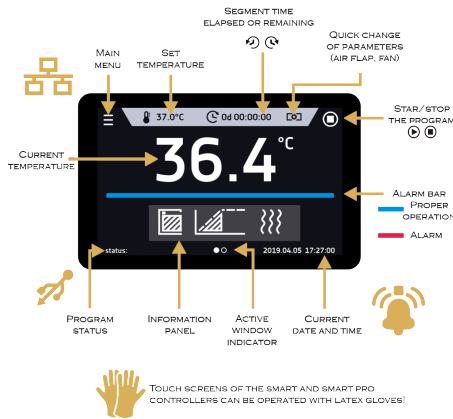 SEGMENT TIME
ELAPSED OR REMAINING
QUICK CHANGE
OF PARAMETERS
(AIR FLAP, FAN)
MAIN
MENU
SET
TEMPERATURE
STAR/STOP
THE PROGRAM
37.0°C
0d 00:00:00
36.4°C
CURRENT
TEMPERATURE
ALARM BAR
PROPER
OPERATION
ALARM
status:
2019.04.05 17:27:00
PROGRAM
STATUS
INFORMATION
PANEL
ACTIVE
WINDOW
INDICATOR
CURRENT
DATE AND TIME
TOUCH SCREENS OF THE SMART AND SMART PRO
CONTROLLERS CAN BE OPERATED WITH LATEX GLOVES!